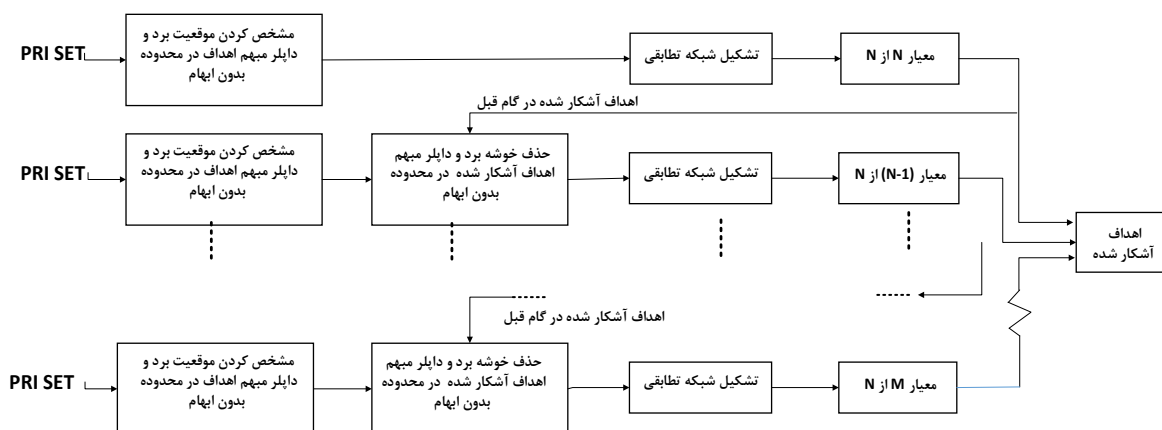 PRI SET
مشخص کردن موقعیت برد و
داپلر مبهم اهداف در محدوده
بدون ابهام
تشکیل شبکه تطابقی
معیار N از N
اهداف آشکار شده در گام قبل
PRI SET
مشخص کردن موقعیت برد و
داپلر مبهم اهداف در محدوده
بدون ابهام
حذف خوشه برد و داپلر مبهم
اهداف آشکار شده در محدوده
بدون ابهام
تشکیل شبکه تطابقی
معیار (N-1) از N
اهداف
آشکار شده
اهداف آشکار شده در گام قبل
PRI SET
مشخص کردن موقعیت برد و
داپلر مبهم اهداف در محدوده
بدون ابهام
حذف خوشه برد و داپلر مبهم
اهداف آشکار شده در محدوده
بدون ابهام
تشکیل شبکه تطابقی
معیار M از N